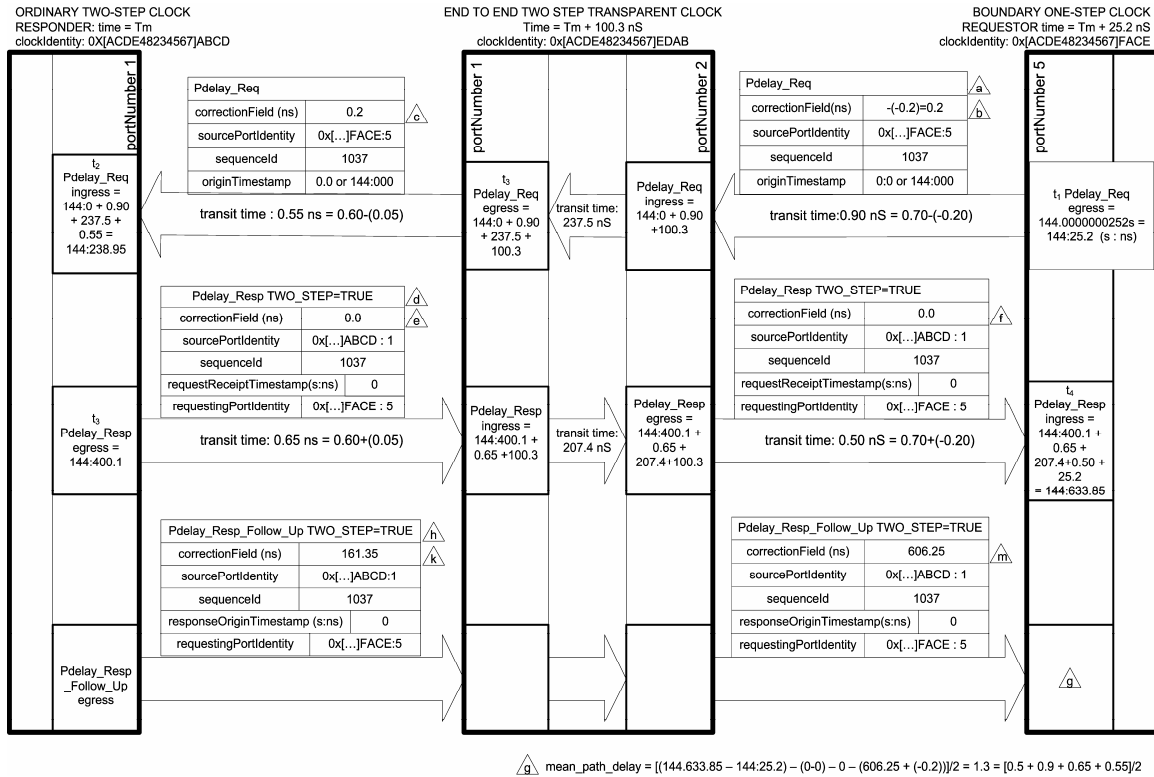 ORDINARY TWO-STEP CLOCK
RESPONDER: time = Tm
clockIdentity: 0X[ACDE48234567]ABCD
END TO END TWO STEP TRANSPARENT CLOCK
Time = Tm + 100.3 nS
clockIdentity: 0x[ACDE48234567]EDAB
BOUNDARY ONE-STEP CLOCK
REQUESTOR time = Tm + 25.2 nS
clockIdentity: 0x[ACDE48234567]FACE
portNumber 1
portNumber 1
portNumber 2
portNumber 5
Pdelay_Req
correctionField (ns) 0.2
c
sourcePortIdentity 0x[...]FACE:5
sequenceId 1037
originTimestamp 0.0 or 144:000
Pdelay_Req
a
correctionField(ns) -(-0.2)=0.2
b
sourcePortIdentity 0x[...]FACE:5
sequenceId 1037
originTimestamp 0:0 or 144:000
t2
Pdelay_Req
ingress =
144:0 + 0.90
+ 237.5 +
0.55 =
144:238.95
transit time : 0.55 ns = 0.60-(0.05)
t3
Pdelay_Req
egress =
144:0 + 0.90
+ 237.5 +
100.3
transit time:
237.5 nS
Pdelay_Req
ingress =
144:0 + 0.90
+100.3
transit time:0.90 nS = 0.70-(-0.20)
t1 Pdelay_Req
egress =
144.0000000252s =
144:25.2 (s : ns)
Pdelay_Resp TWO_STEP=TRUE
d
correctionField (ns) 0.0
e
sourcePortIdentity 0x[...]ABCD : 1
sequenceId 1037
requestReceiptTimestamp(s:ns) 0
requestingPortIdentity 0x[...]FACE : 5
Pdelay_Resp TWO_STEP=TRUE
correctionField (ns) 0.0
f
sourcePortIdentity 0x[...]ABCD : 1
sequenceId 1037
requestReceiptTimestamp(s:ns) 0
requestingPortIdentity 0x[...]FACE : 5
t3
Pdelay_Resp
egress =
144:400.1
transit time: 0.65 ns = 0.60+(0.05)
Pdelay_Resp
ingress =
144:400.1 +
0.65 +100.3
transit time:
207.4 nS
Pdelay_Resp
egress =
144:400.1 +
0.65 +
207.4+100.3
transit time: 0.50 nS = 0.70+(-0.20)
t4
Pdelay_Resp
ingress =
144:400.1 +
0.65 +
207.4+0.50 +
25.2
= 144:633.85
Pdelay_Resp_Follow_Up TWO_STEP=TRUE
h
correctionField (ns) 161.35
k
sourcePortIdentity 0x[...]ABCD:1
sequenceId 1037
responseOriginTimestamp (s:ns) 0
requestingPortIdentity 0x[...]FACE:5
Pdelay_Resp_Follow_Up TWO_STEP=TRUE
correctionField (ns) 606.25
m
sourcePortIdentity 0x[...]ABCD : 1
sequenceId 1037
responseOriginTimestamp(s:ns) 0
requestingPortIdentity 0x[...]FACE : 5
Pdelay_Resp
_Follow_Up
egress
g
g mean_path_delay = [(144.633.85 – 144:25.2) – (0-0) – 0 – (606.25 + (-0.2))]/2 = 1.3 = [0.5 + 0.9 + 0.65 + 0.55]/2